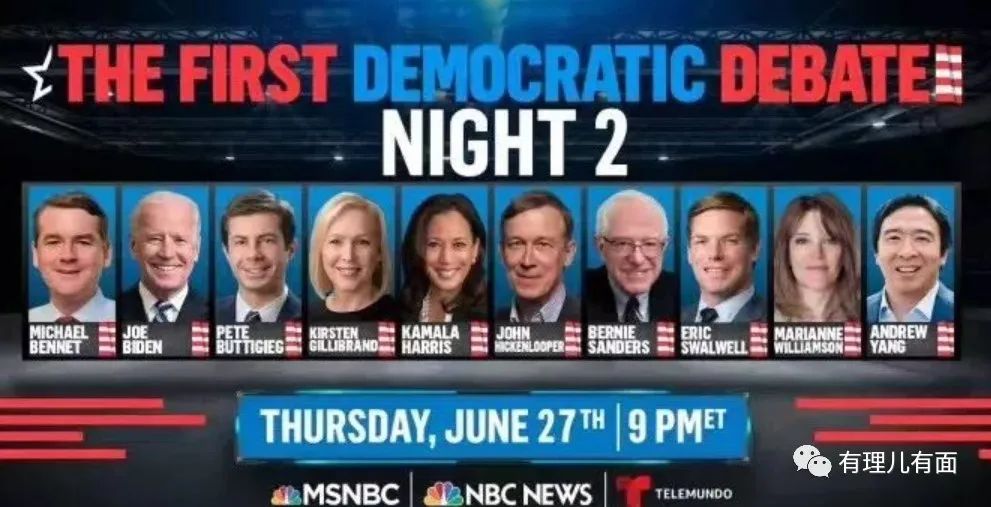 THE FIRST DEMOCRATIC DEBATE
NIGHT 2
MICHAEL BENNET
JOE BIDEN
PETE BUTTIGIEG
KIRSTEN GILLIBRAND
KAMALA HARRIS
JOHN HICKENLOOPER
BERNIE SANDERS
ERIC SWALWELL
MARIANNE WILLIAMSON
ANDREW YANG
THURSDAY, JUNE 27TH | 9 PM ET
有理儿有面
MSNBC | NBC NEWS | TELEMUNDO